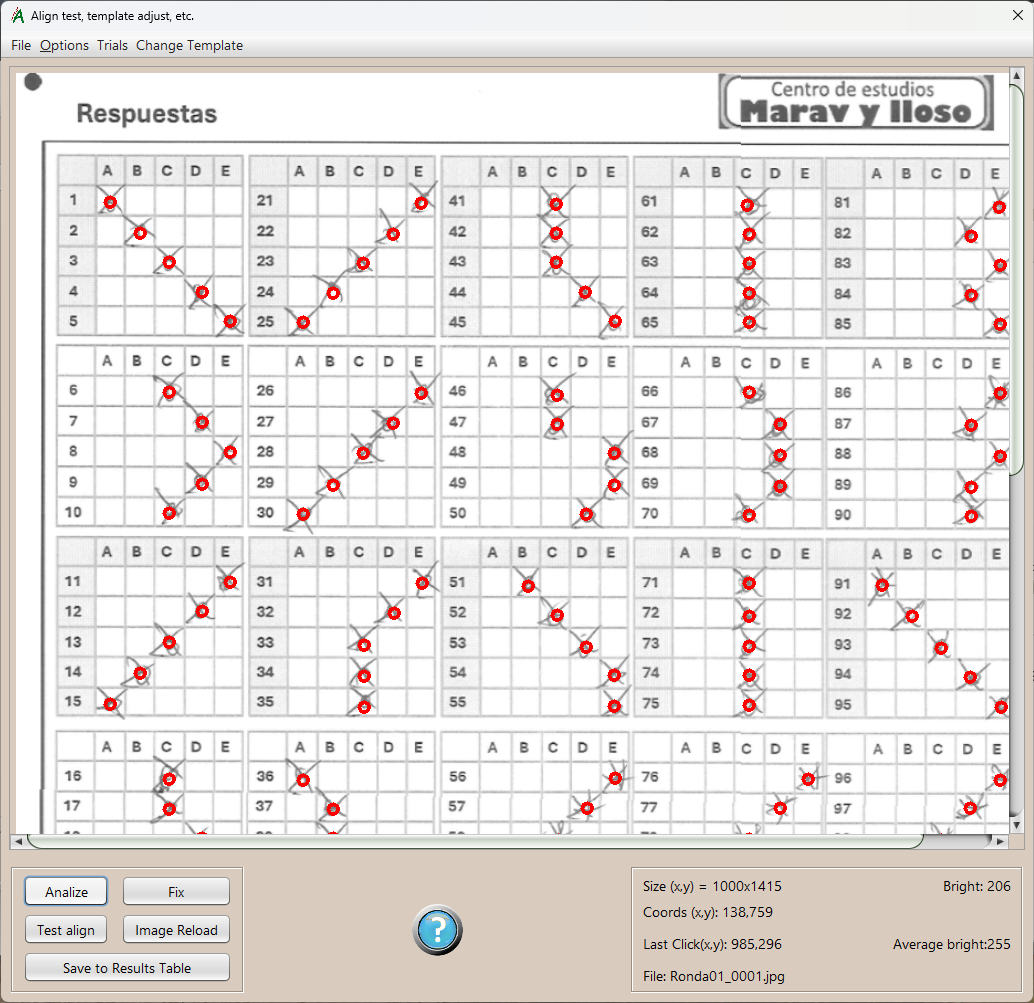 Align test, template adjust, etc.
File Options Trials Change Template
Centro de estudios
Respuestas
Marav y lloso
A B C D E A B C D E A B C D E A B C D E A B C D E
1 21 41 61 81
2 22 42 62 82
3 23 43 63 83
4 24 44 64 84
5 25 45 65 85
A B C D E A B C D E A B C D E A B C D E A B C D E
6 26 46 66 86
7 27 47 67 87
8 28 48 68 88
9 29 49 69 89
10 30 50 70 90
A B C D E A B C D E A B C D E A B C D E A B C D E
11 31 51 71 91
12 32 52 72 92
13 33 53 73 93
14 34 54 74 94
15 35 55 75 95
A B C D E A B C D E A B C D E A B C D E A B C D E
16 36 56 76 96
17 37 57 77 97
Analize Fix
Test align Image Reload
Save to Results Table
?
Size (x,y) = 1000x1415 Bright: 206
Coords (x,y): 138,759
Last Click(x,y): 985,296 Average bright:255
File: Ronda01_0001.jpg